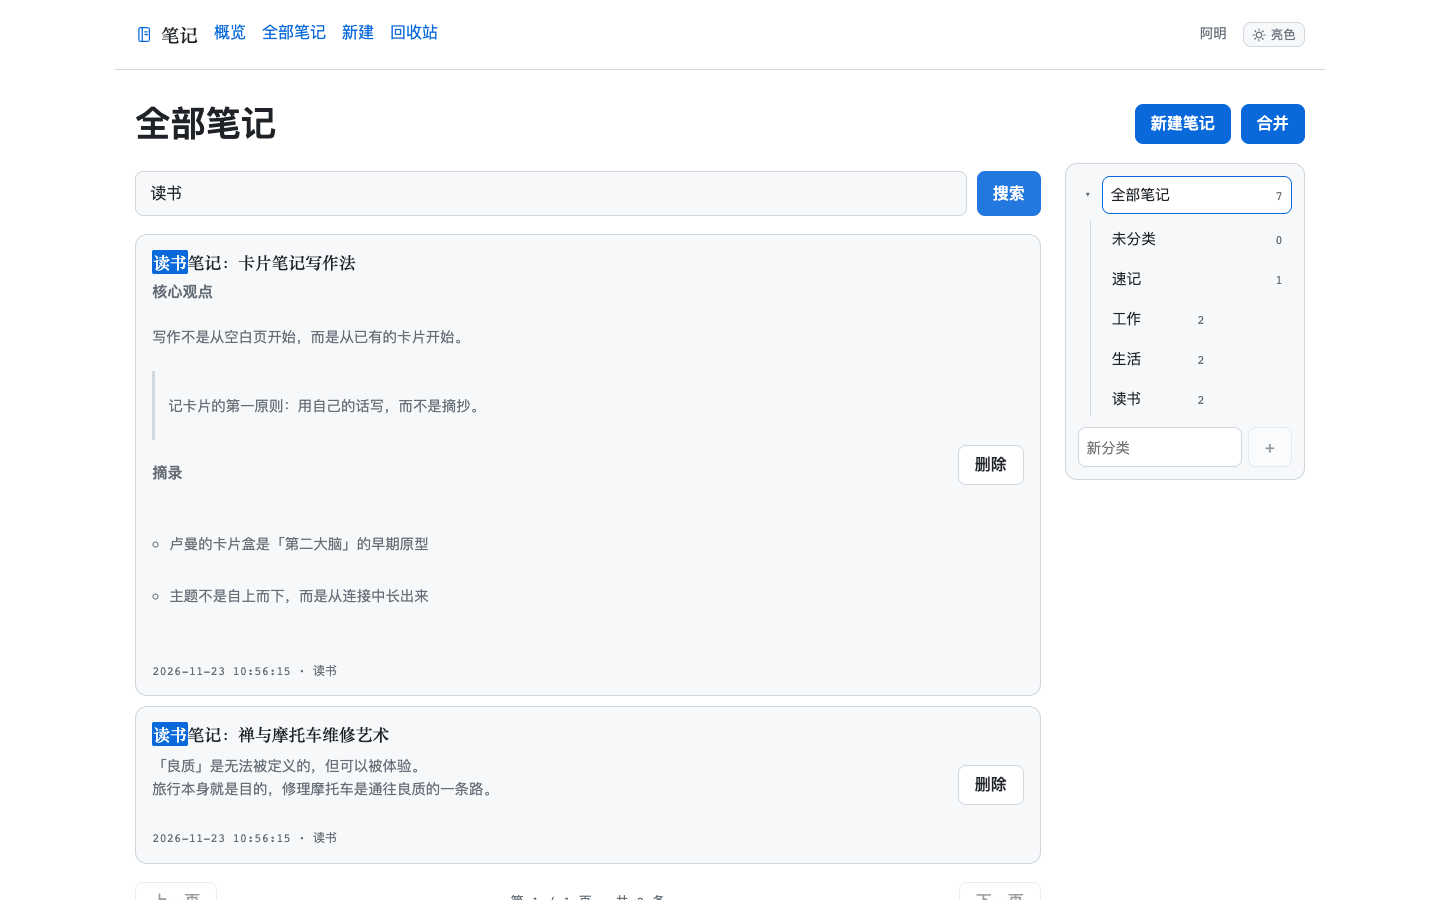 笔记 概览 全部笔记 新建 回收站 阿明 亮色
全部笔记
新建笔记 合并
读书 搜索
读书笔记：卡片笔记写作法
核心观点
写作不是从空白页开始，而是从已有的卡片开始。
记卡片的第一原则：用自己的话写，而不是摘抄。
摘录
删除
卢曼的卡片盒是「第二大脑」的早期原型
主题不是自上而下，而是从连接中长出来
2026-11-23 10:56:15 · 读书
读书笔记：禅与摩托车维修艺术
「良质」是无法被定义的，但可以被体验。
旅行本身就是目的，修理摩托车是通往良质的一条路。
删除
2026-11-23 10:56:15 · 读书
全部笔记 7
未分类 0
速记 1
工作 2
生活 2
读书 2
新分类 +